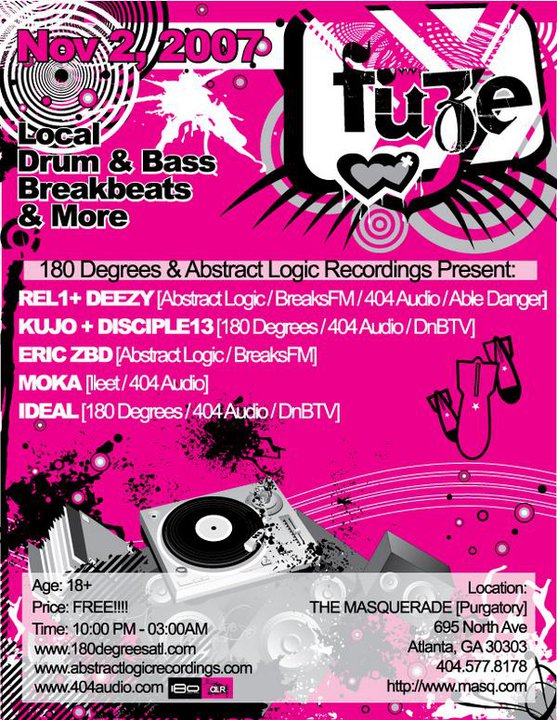 Nov 2, 2007
fuze
Local
Drum & Bass
Breakbeats
& More
180 Degrees & Abstract Logic Recordings Present:
REL1+ DEEZY [Abstract Logic / BreaksFM / 404 Audio / Able Danger]
KUJO + DISCIPLE13 [180 Degrees / 404 Audio / DnBTV]
ERIC ZBD [Abstract Logic / BreaksFM]
MOKA [lleet / 404 Audio]
IDEAL [180 Degrees / 404 Audio / DnBTV]
Age: 18+
Price: FREE!!!!
Time: 10:00 PM - 03:00AM
www.180degreesatl.com
www.abstractlogicrecordings.com
www.404audio.com
180
Location:
THE MASQUERADE [Purgatory]
695 North Ave
Atlanta, GA 30303
404.577.8178
http://www.masq.com